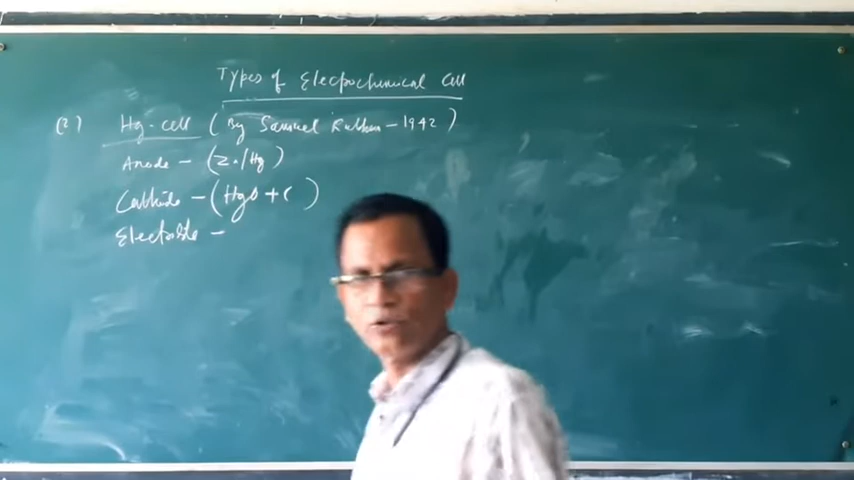 Types of Electrochemical Cell
(2) Hg-cell (By Samuel Ruben - 1942)
Anode - (Zn/Hg)
Cathode - (HgO + C)
Electrolyte -